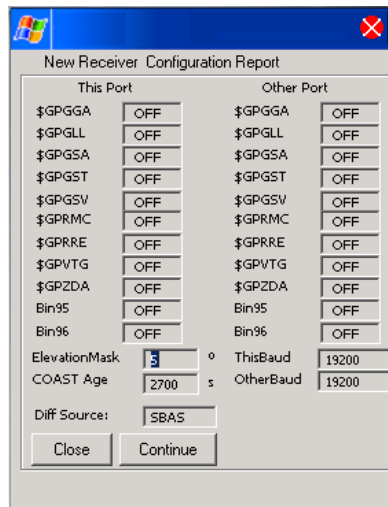 New Receiver Configuration Report
This Port Other Port
$GPGGA OFF $GPGGA OFF
$GPGLL OFF $GPGLL OFF
$GPGSA OFF $GPGSA OFF
$GPGST OFF $GPGST OFF
$GPGSV OFF $GPGSV OFF
$GPRMC OFF $GPRMC OFF
$GPRRE OFF $GPRRE OFF
$GPVTG OFF $GPVTG OFF
$GPZDA OFF $GPZDA OFF
Bin95 OFF Bin95 OFF
Bin96 OFF Bin96 OFF
ElevationMask 5 º ThisBaud 19200
COAST Age 2700 s OtherBaud 19200
Diff Source: SBAS
Close Continue